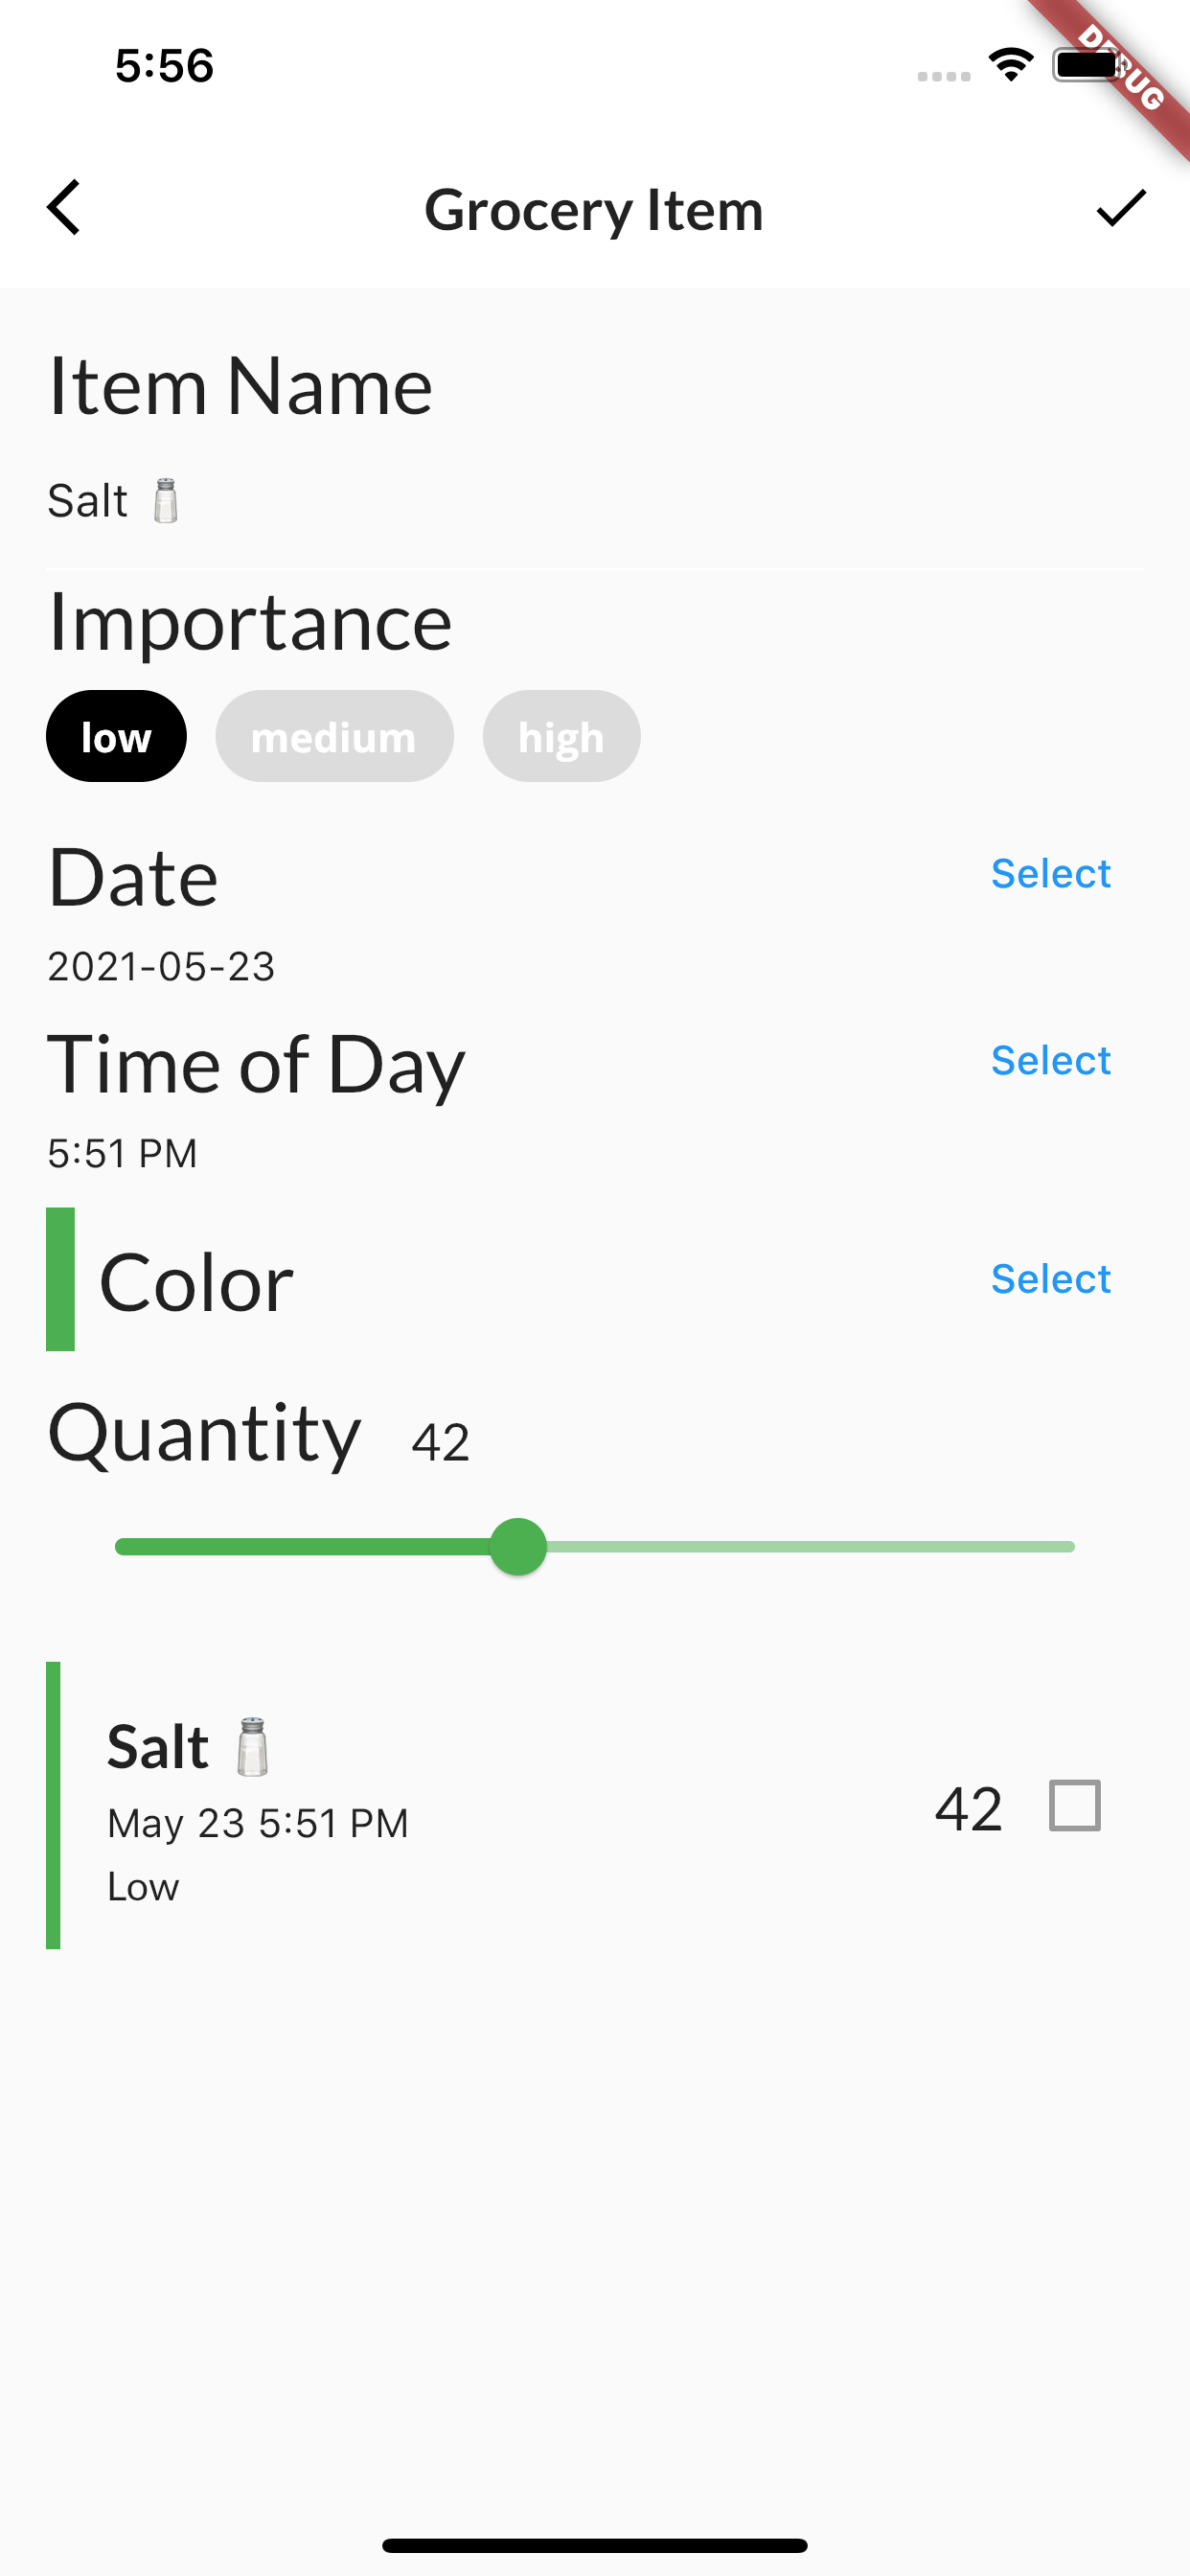 5:56
DEBUG
Grocery Item
Item Name
Salt 🧂
Importance
low medium high
Date Select
2021-05-23
Time of Day Select
5:51 PM
Color Select
Quantity 42
Salt 🧂
May 23 5:51 PM
42
Low